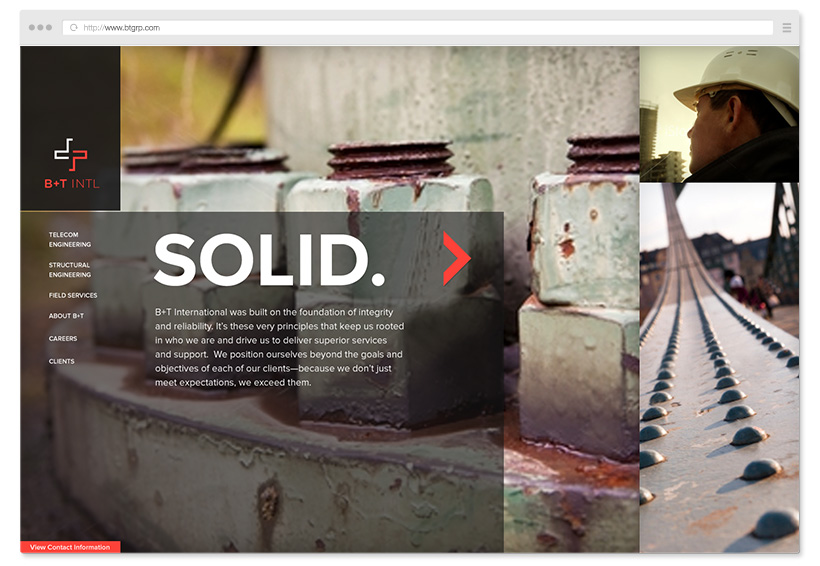 http://www.btgrp.com
B+T INTL
TELECOM
ENGINEERING
STRUCTURAL
ENGINEERING
FIELD SERVICES
ABOUT B+T
CAREERS
CLIENTS
SOLID.
B+T International was built on the foundation of integrity
and reliability. It's these very principles that keep us rooted
in who we are and drive us to deliver superior services
and support.  We position ourselves beyond the goals and
objectives of each of our clients—because we don't just
meet expectations, we exceed them.
View Contact Information